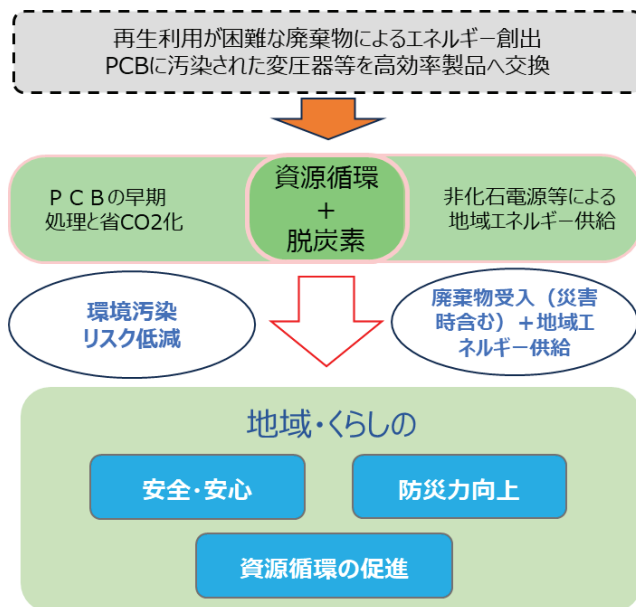 再生利用が困難な廃棄物によるエネルギー創出
PCBに汚染された変圧器等を高効率製品へ交換
ＰＣＢの早期
処理と省CO2化
資源循環
+
脱炭素
非化石電源等による
地域エネルギー供給
環境汚染
リスク低減
廃棄物受入（災害
時含む）＋地域エ
ネルギー供給
地域・くらしの
安全・安心
防災力向上
資源循環の促進